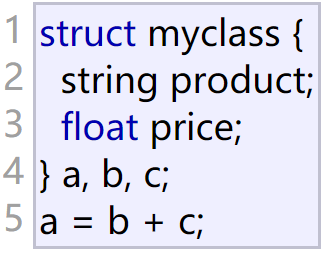 1 struct myclass {
2   string product;
3   float price;
4 } a, b, c;
5 a = b + c;